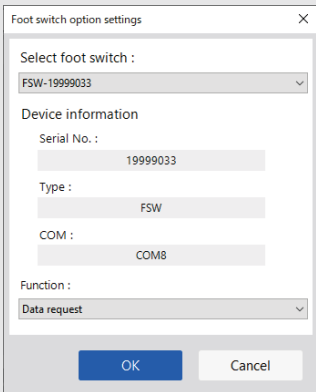 Foot switch option settings
Select foot switch :
FSW-19999033
Device information
Serial No. :
19999033
Type :
FSW
COM :
COM8
Function :
Data request
OK Cancel